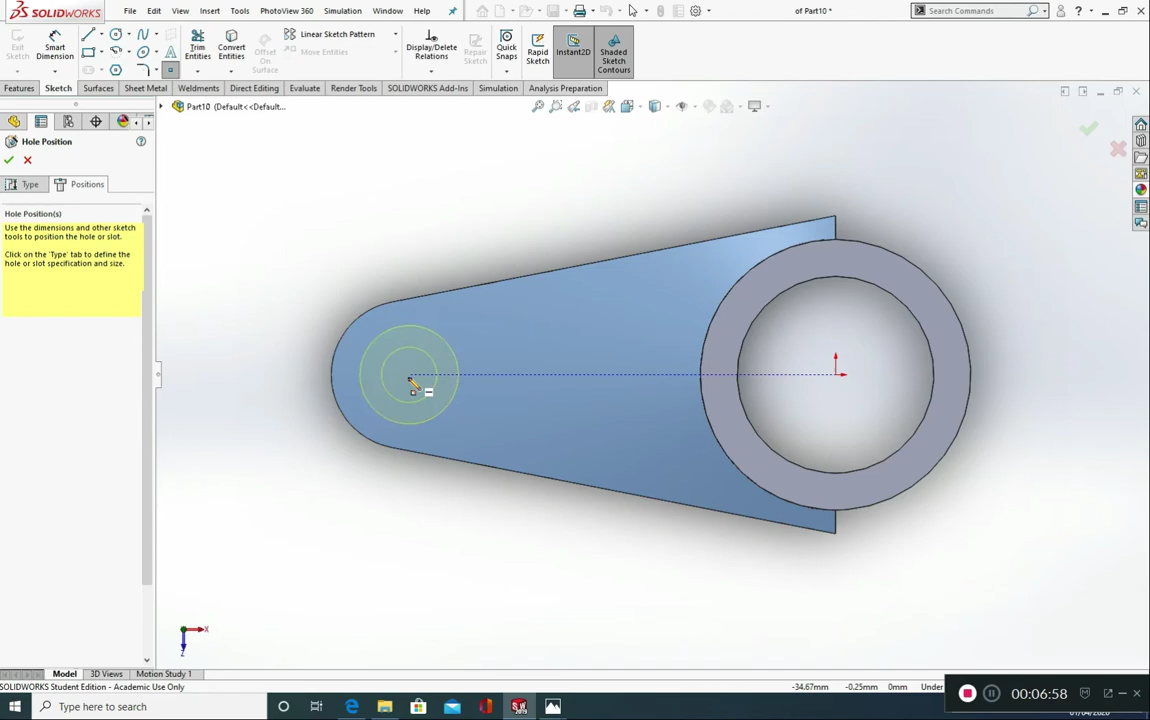 SOLIDWORKS
File
Edit
View
Insert
Tools
PhotoView 360
Simulation
Window
Help
of Part10 *
Search Commands
Exit
Sketch
Smart
Dimension
Trim
Entities
Convert
Entities
Offset
On
Surface
Linear Sketch Pattern
Move Entities
Display/Delete
Relations
Repair
Sketch
Quick
Snaps
Rapid
Sketch
Instant2D
Shaded
Sketch
Contours
Features
Sketch
Surfaces
Sheet Metal
Weldments
Direct Editing
Evaluate
Render Tools
SOLIDWORKS Add-Ins
Simulation
Analysis Preparation
Part10 (Default<<Default...
Hole Position
Type
Positions
Hole Position(s)
Use the dimensions and other sketch
tools to position the hole or slot.
Click on the 'Type' tab to define the
hole or slot specification and size.
X
Z
Model
3D Views
Motion Study 1
SOLIDWORKS Student Edition - Academic Use Only
-34.67mm
-0.25mm
0mm
Under
Type here to search
00:06:58